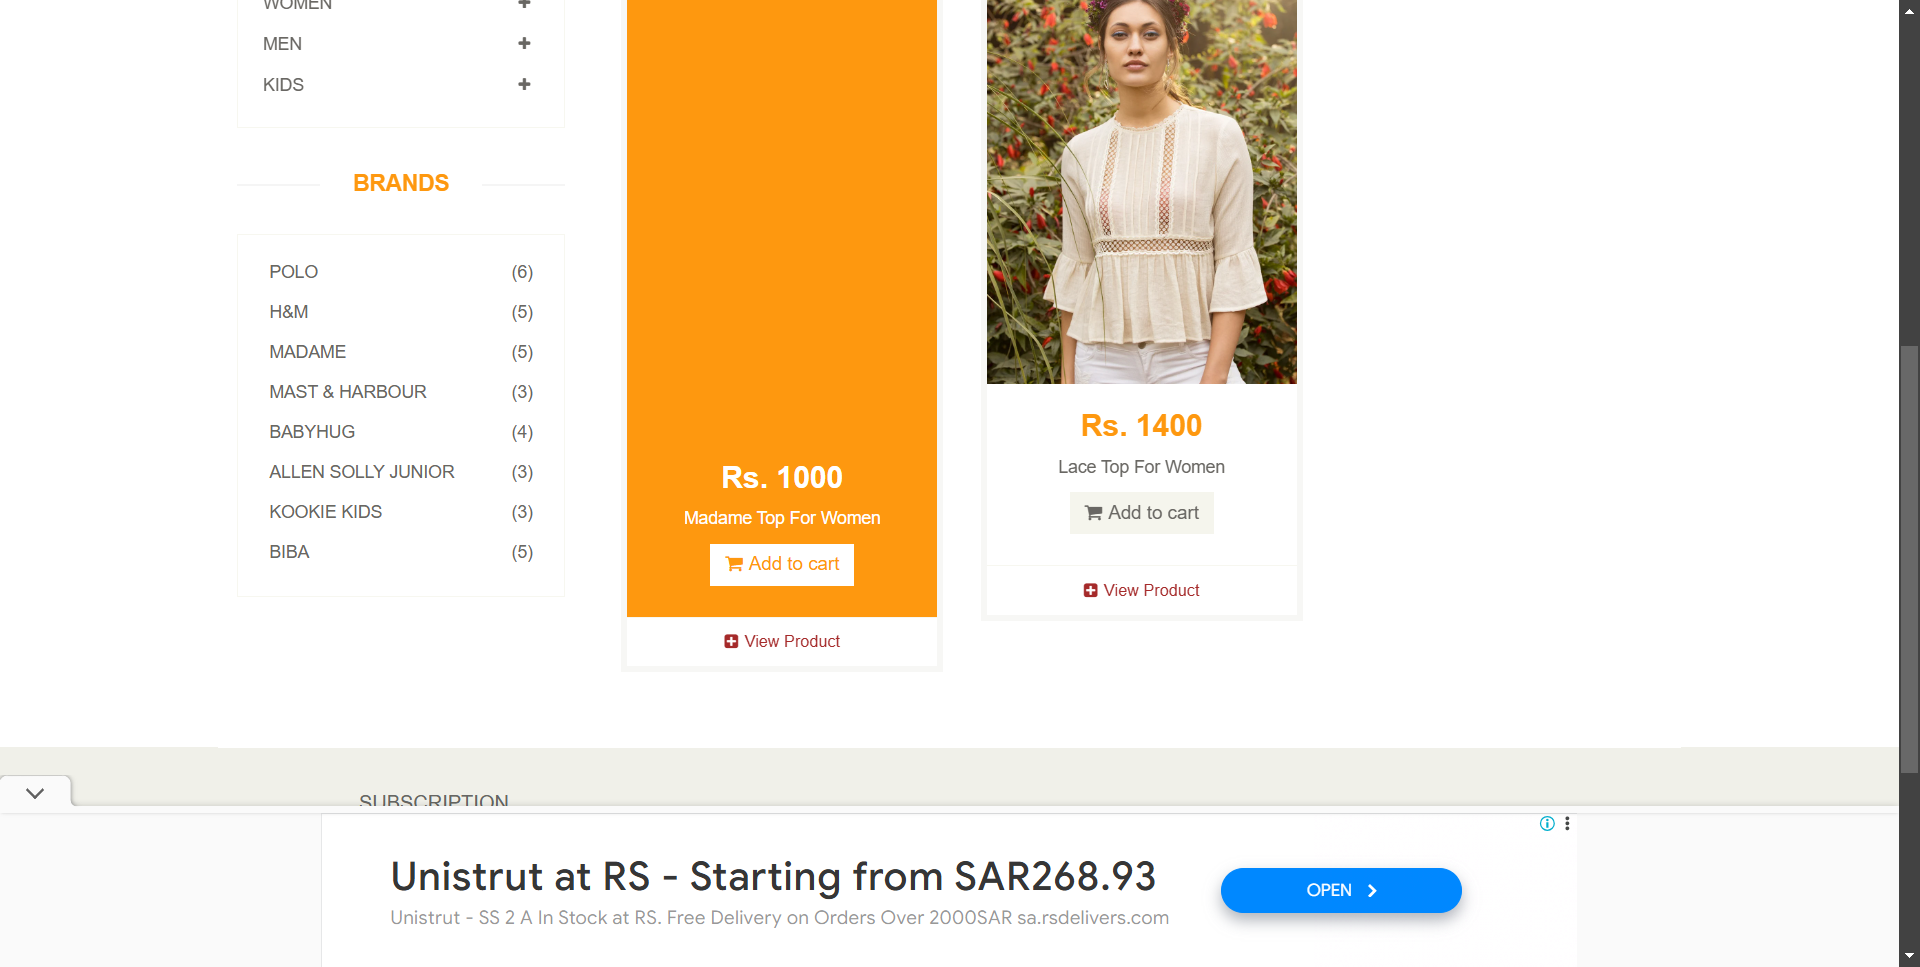 WOMEN
MEN
KIDS
BRANDS
POLO (6)
H&M (5)
MADAME (5)
MAST & HARBOUR (3)
BABYHUG (4)
ALLEN SOLLY JUNIOR (3)
KOOKIE KIDS (3)
BIBA (5)
Rs. 1000
Madame Top For Women
Add to cart
View Product
Rs. 1400
Lace Top For Women
Add to cart
View Product
SUBSCRIPTION
Unistrut at RS - Starting from SAR268.93
Unistrut - SS 2 A In Stock at RS. Free Delivery on Orders Over 2000SAR sa.rsdelivers.com
OPEN